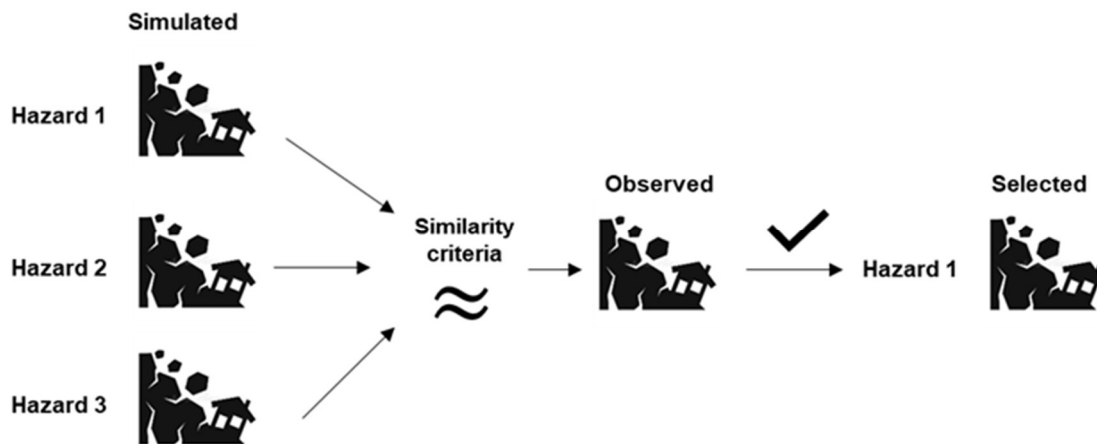 Simulated
Hazard 1
Hazard 2
Hazard 3
Similarity
criteria
Observed
Selected
Hazard 1